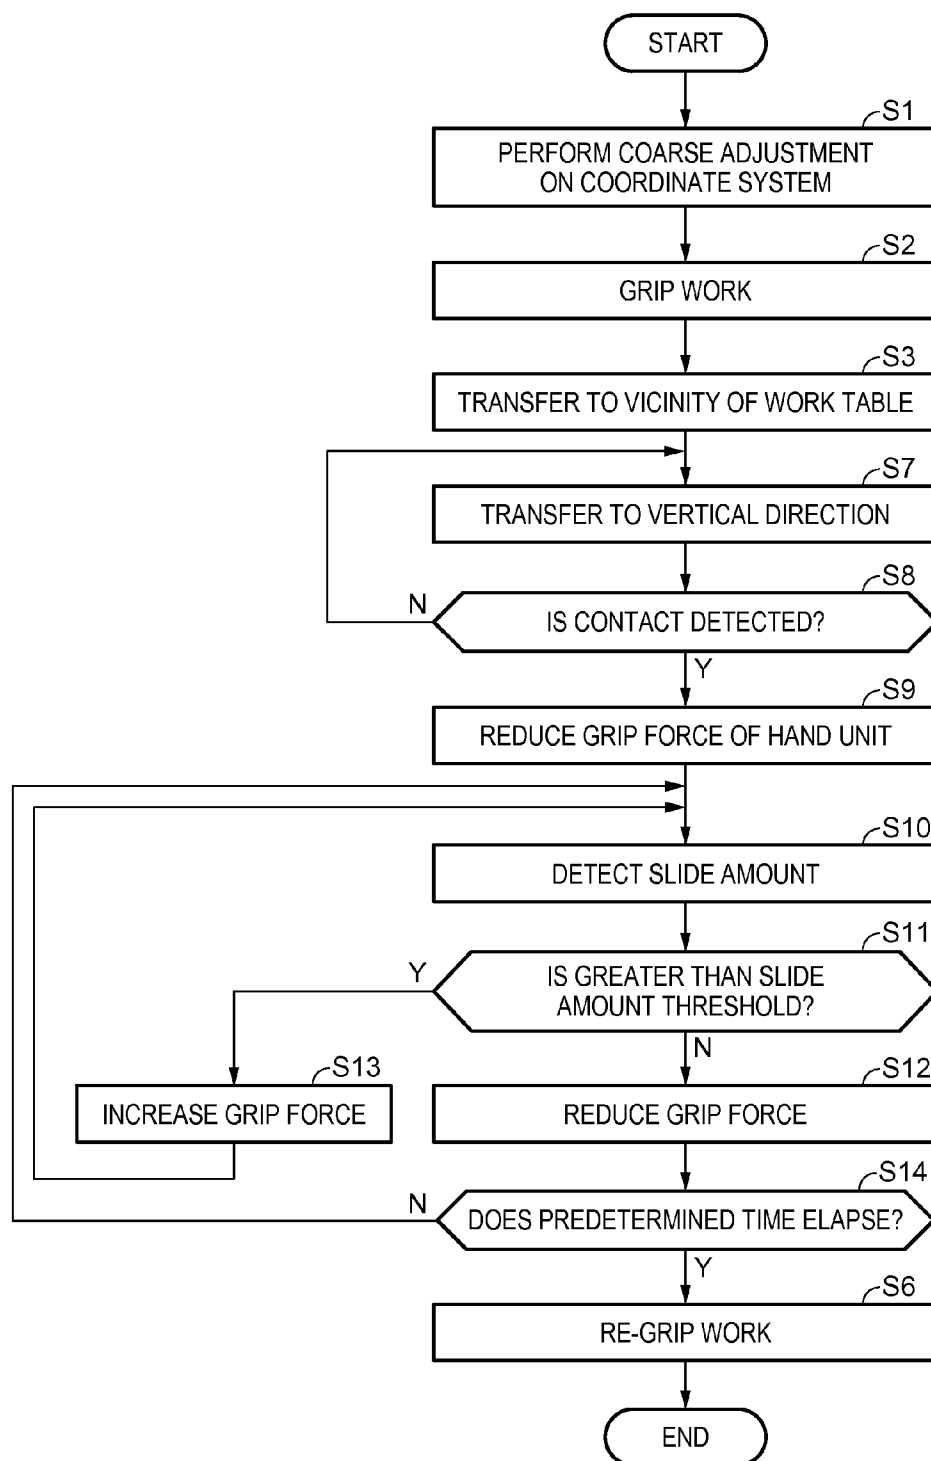 START
S1
PERFORM COARSE ADJUSTMENT
ON COORDINATE SYSTEM
S2
GRIP WORK
S3
TRANSFER TO VICINITY OF WORK TABLE
S7
TRANSFER TO VERTICAL DIRECTION
S8
N
IS CONTACT DETECTED?
Y
S9
REDUCE GRIP FORCE OF HAND UNIT
S10
DETECT SLIDE AMOUNT
S11
Y
IS GREATER THAN SLIDE
AMOUNT THRESHOLD?
N
S13
INCREASE GRIP FORCE
S12
REDUCE GRIP FORCE
S14
N
DOES PREDETERMINED TIME ELAPSE?
Y
S6
RE-GRIP WORK
END